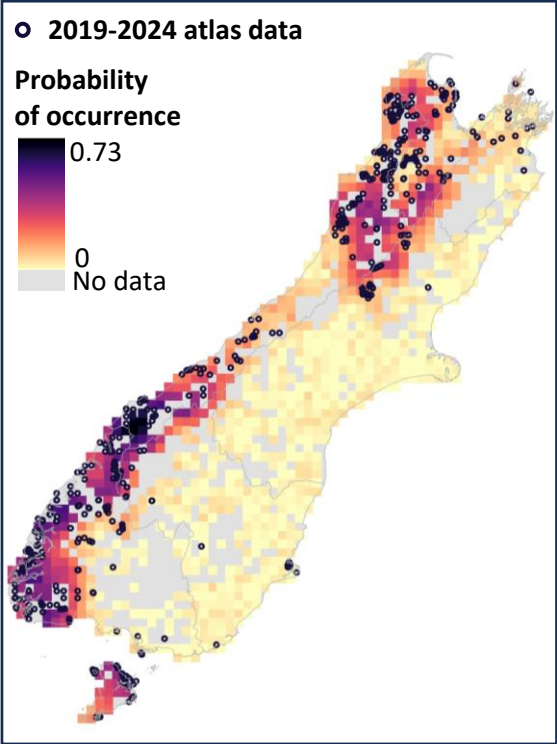 2019-2024 atlas data
Probability
of occurrence
0.73
0
No data